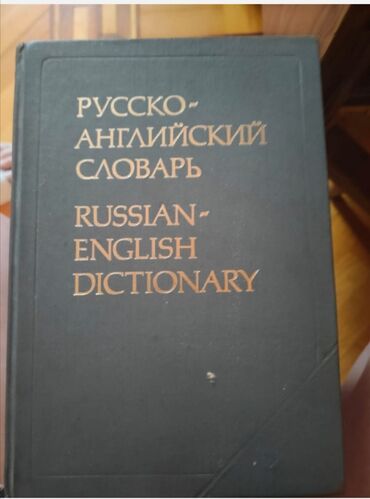 РУССКО-
АНГЛИЙСКИЙ
СЛОВАРЬ
RUSSIAN-
ENGLISH
DICTIONARY